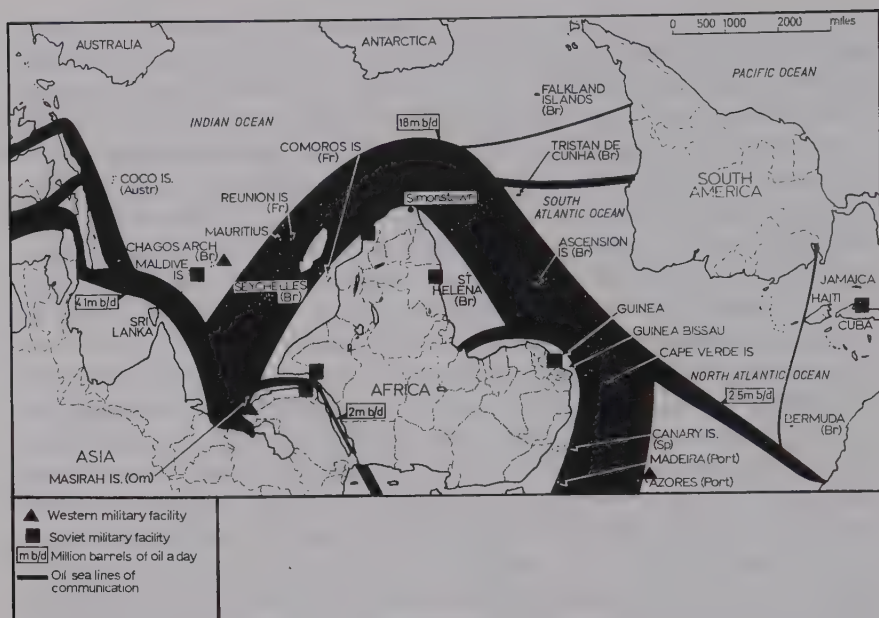 0 500 1000 2000 miles
AUSTRALIA
ANTARCTICA
PACIFIC OCEAN
FALKLAND
ISLANDS
(Br)
INDIAN OCEAN
18m b/d
COMOROS IS
(Fr)
TRISTAN DE
CUNHA (Br)
COCO IS.
(Austr)
SOUTH
AMERICA
REUNION IS
(Fr)
Simonstown
SOUTH
ATLANTIC OCEAN
MAURITIUS
CHAGOS ARCH
(Br)
MALDIVE
IS
ASCENSION
IS (Br)
SEYCHELLES
(Br)
ST
HELENA
(Br)
JAMAICA
HAITI
CUBA
4.1m b/d
SRI
LANKA
GUINEA
GUINEA BISSAU
CAPE VERDE IS
AFRICA
NORTH ATLANTIC OCEAN
2m b/d
2.5m b/d
BERMUDA
(Br)
CANARY IS.
(Sp)
ASIA
MASIRAH IS.(Om)
MADEIRA (Port)
AZORES (Port)
Western military facility
Soviet military facility
m b/d Million barrels of oil a day
Oil sea lines of
communication